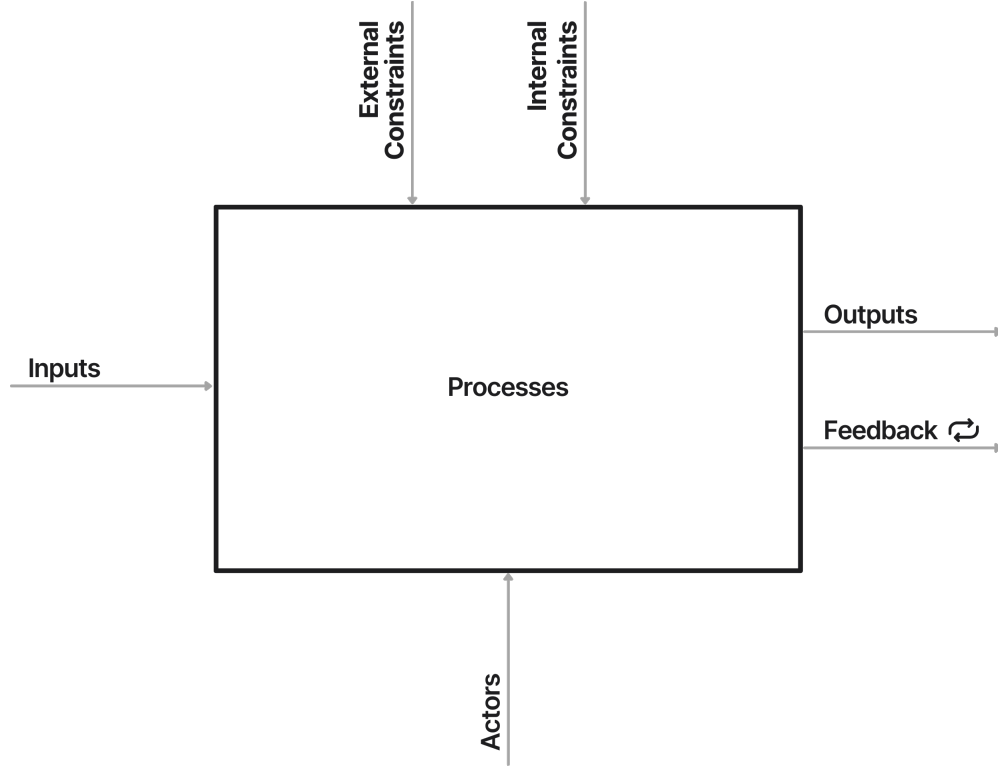 External
Constraints
Internal
Constraints
Outputs
Inputs
Processes
Feedback
Actors